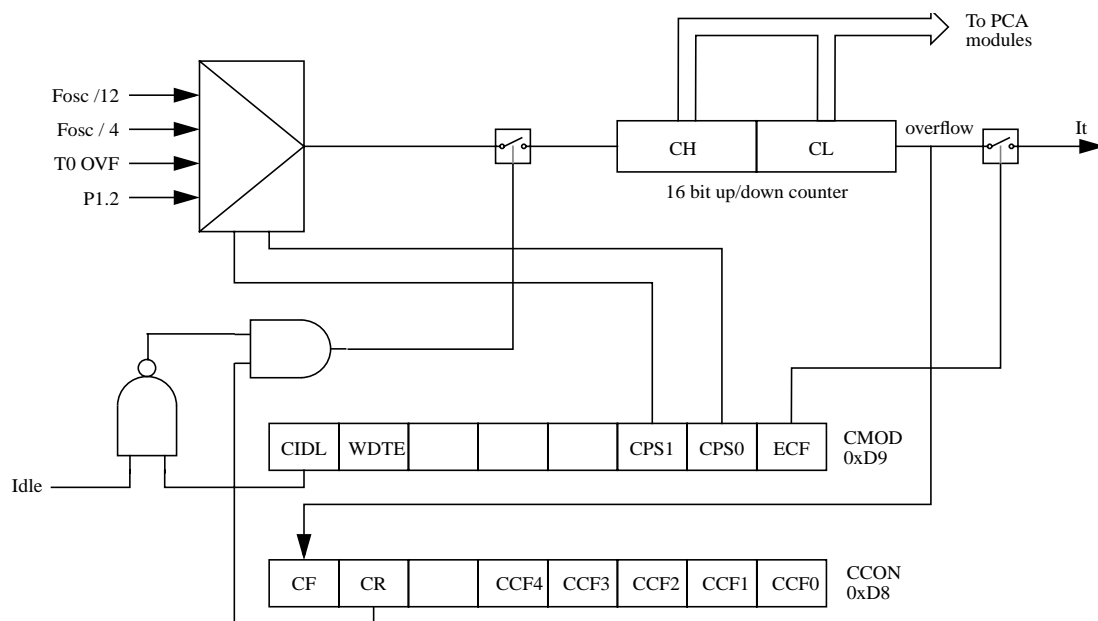 To PCA
modules
Fosc /12
Fosc / 4
T0 OVF
P1.2
CH
CL
overflow
It
16 bit up/down counter
CIDL
WDTE
CPS1
CPS0
ECF
CMOD
0xD9
Idle
CF
CR
CCF4
CCF3
CCF2
CCF1
CCF0
CCON
0xD8